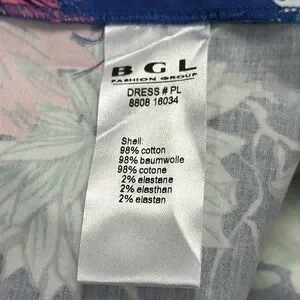 BGL
FASHION GROUP
DRESS # PL
8808 16034
Shell:
98% cotton
98% baumwolle
98% cotone
2% elastane
2% elasthan
2% elastan